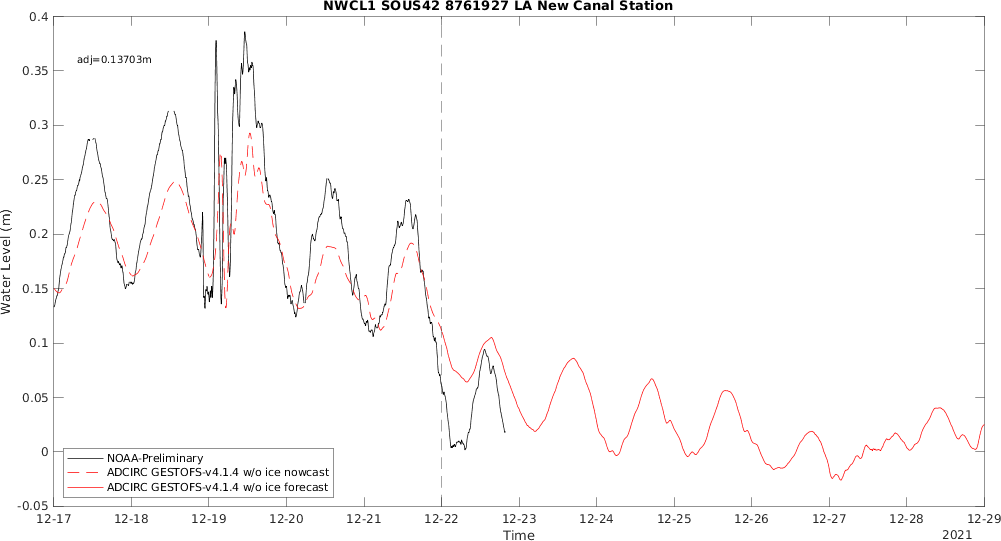 NWCL1 SOUS42 8761927 LA New Canal Station
adj=0.13703m
Water Level (m)
0.4
0.35
0.3
0.25
0.2
0.15
0.1
0.05
0
-0.05
NOAA-Preliminary
ADCIRC GESTOFS-v4.1.4 w/o ice nowcast
ADCIRC GESTOFS-v4.1.4 w/o ice forecast
12-17 12-18 12-19 12-20 12-21 12-22 12-23 12-24 12-25 12-26 12-27 12-28 12-29
Time
2021